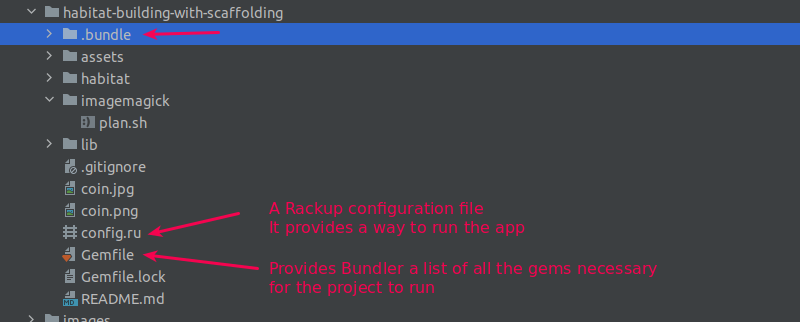 habitat-building-with-scaffolding
.bundle
assets
habitat
imagemagick
plan.sh
lib
.gitignore
coin.jpg
coin.png
A Rackup configuration file
It provides a way to run the app
config.ru
Gemfile
Provides Bundler a list of all the gems necessary
for the project to run
Gemfile.lock
README.md
images